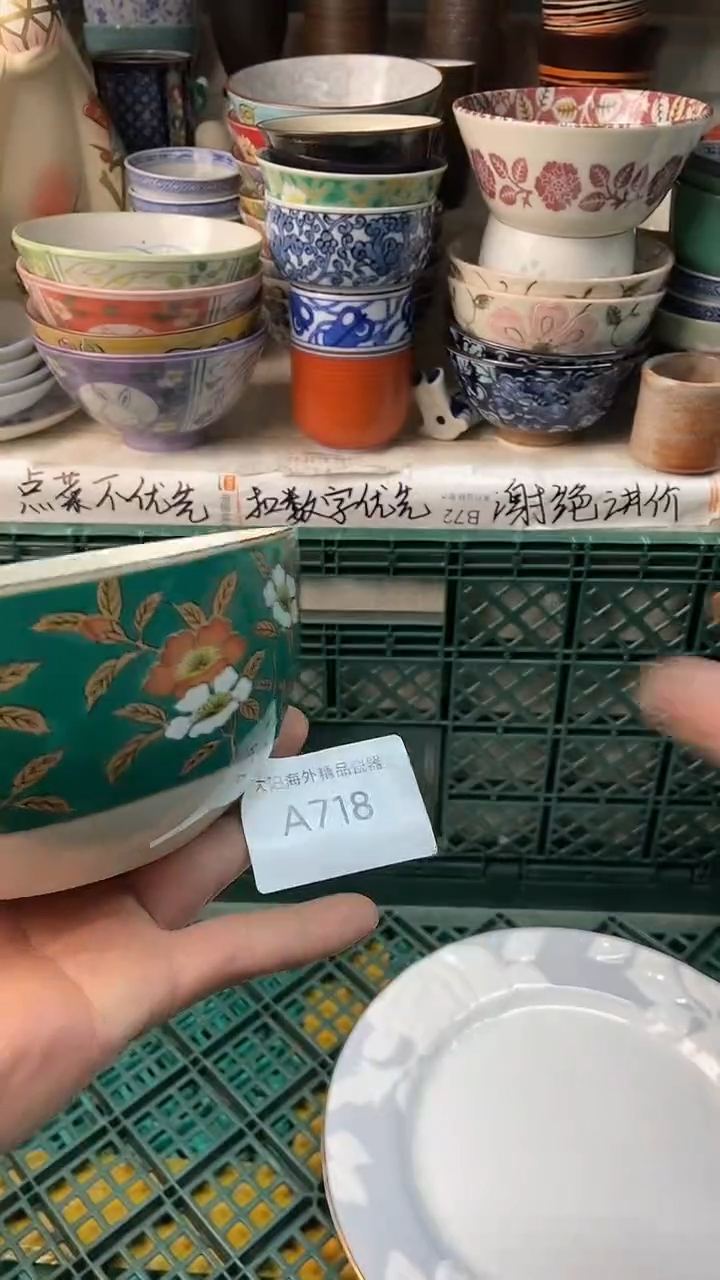 点菜不优先
扣数字优先
B72
谢绝讲价
海外精品瓷器
A718